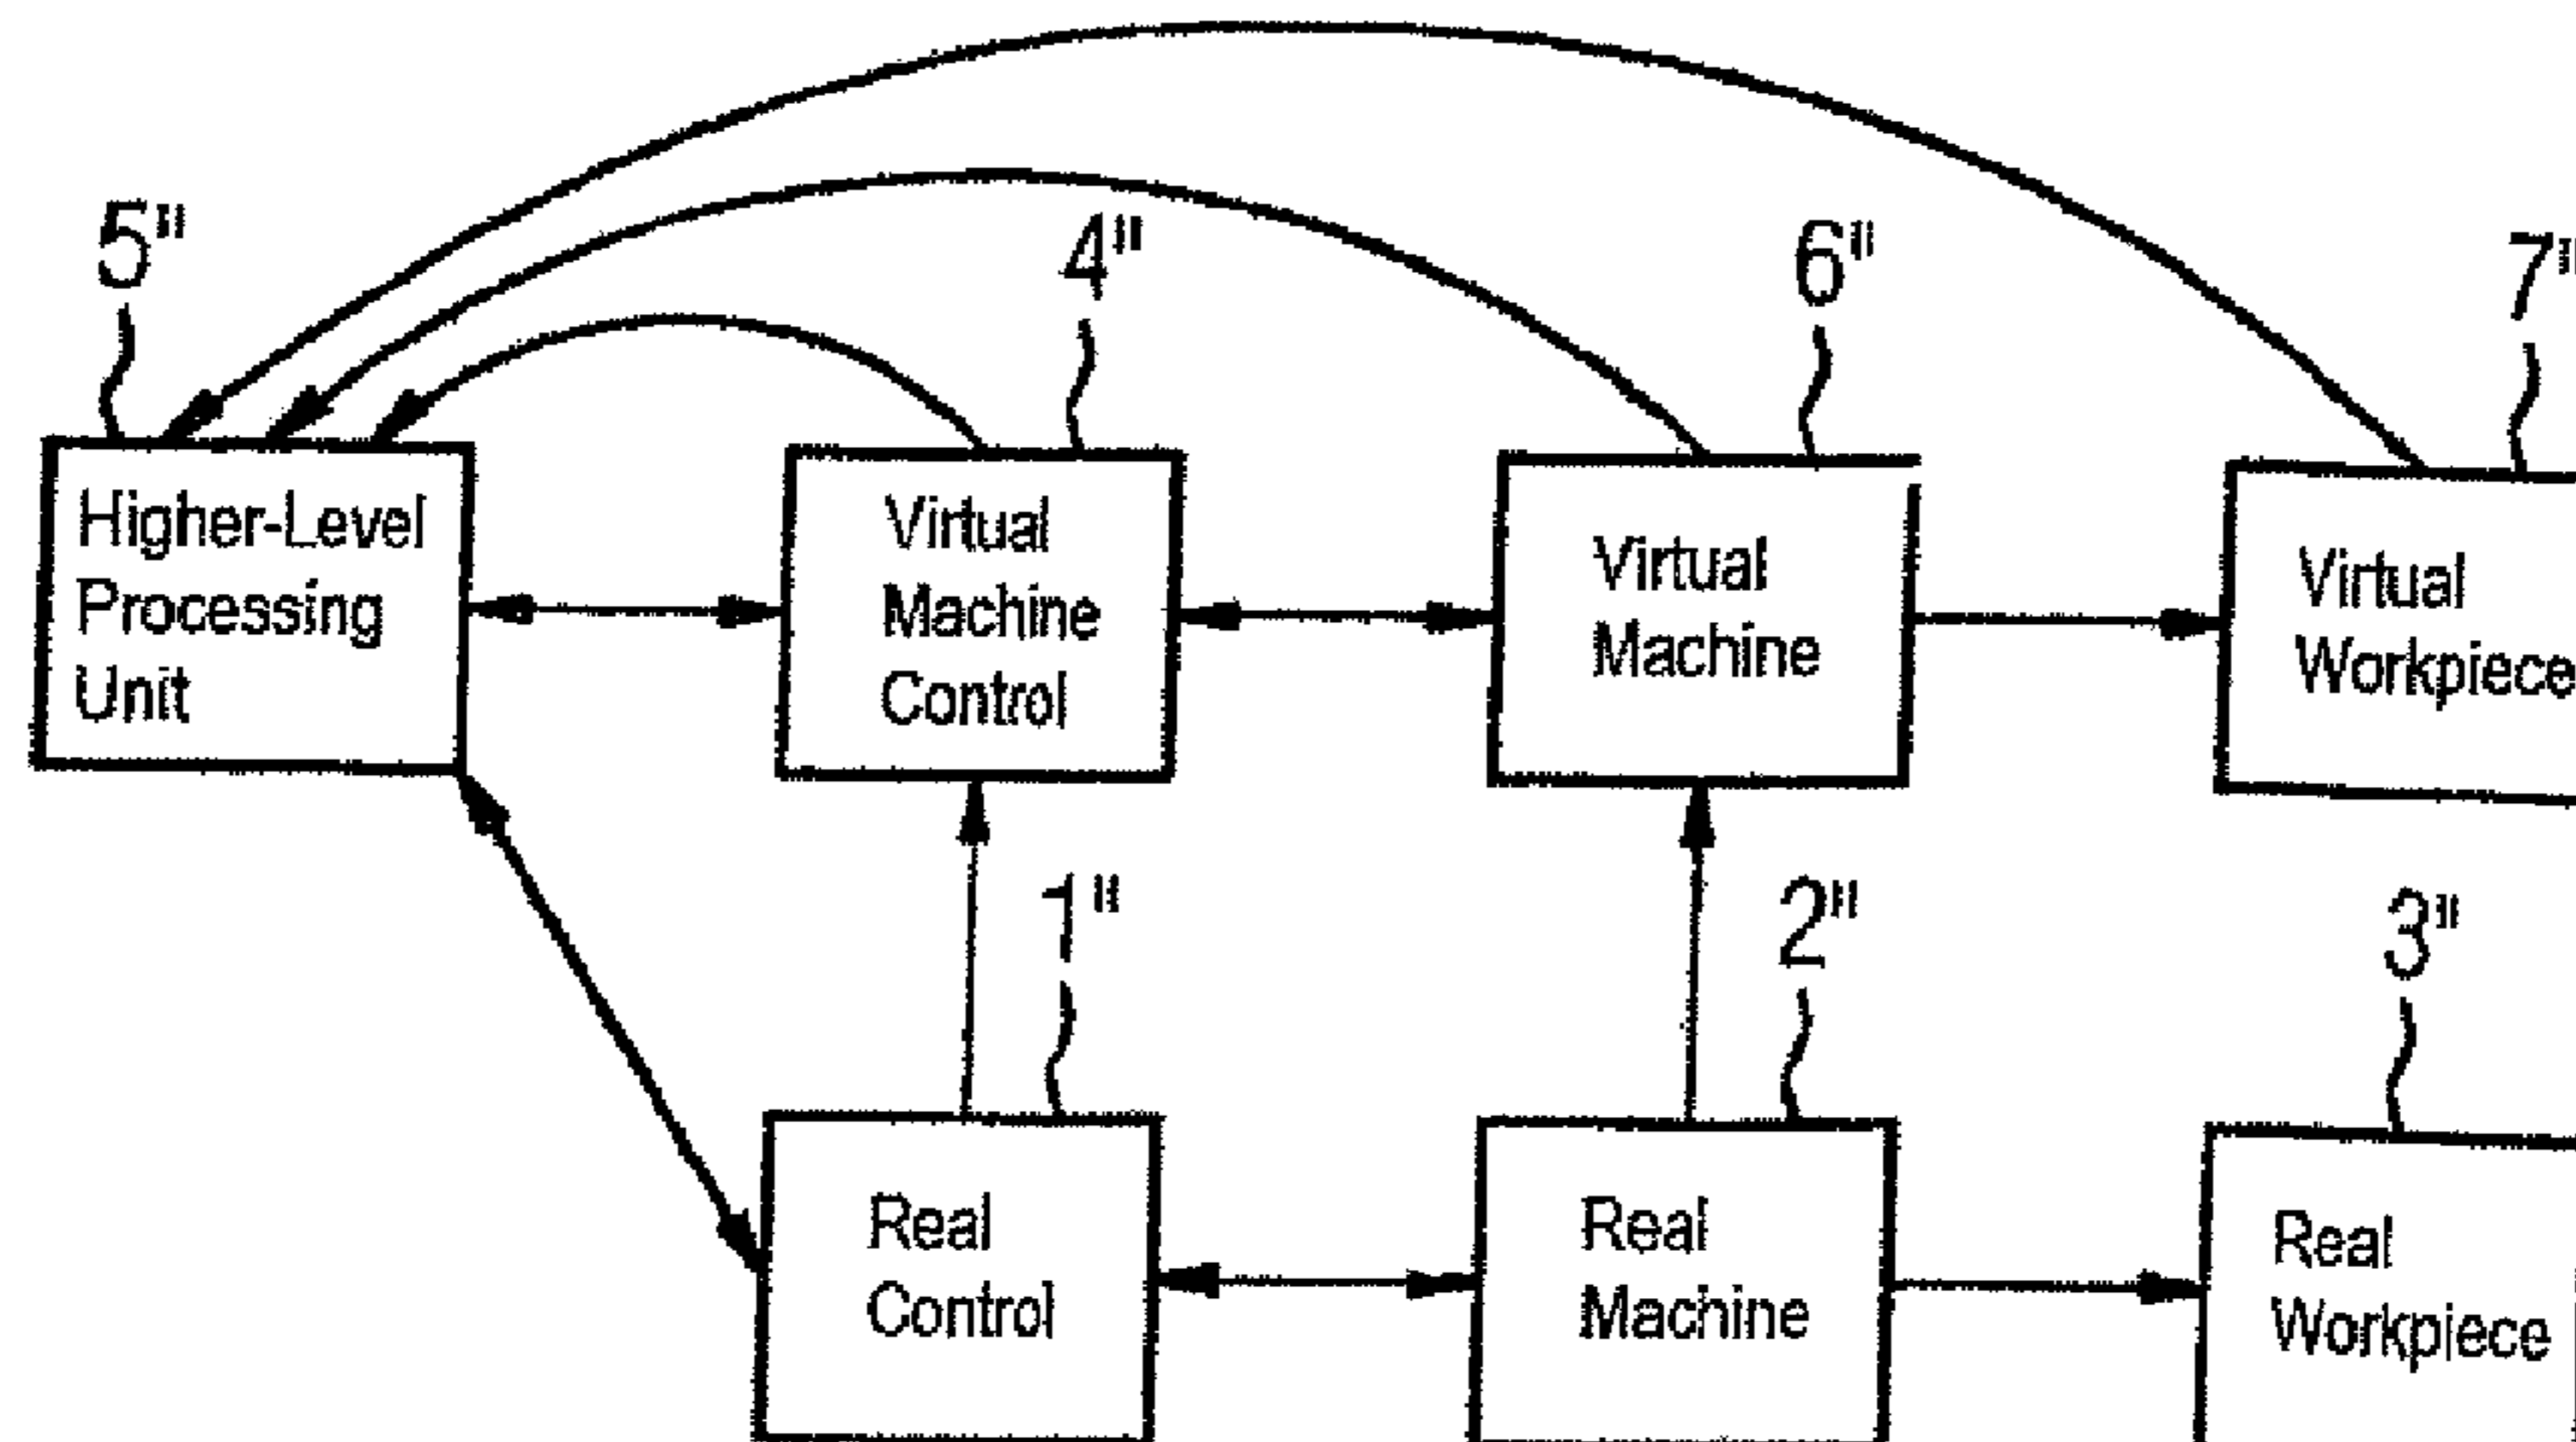 5"
4"
6"
7"
Higher-Level
Processing
Unit
Virtual
Machine
Control
Virtual
Machine
Virtual
Workpiece
1"
2"
3"
Real
Control
Real
Machine
Real
Workpiece